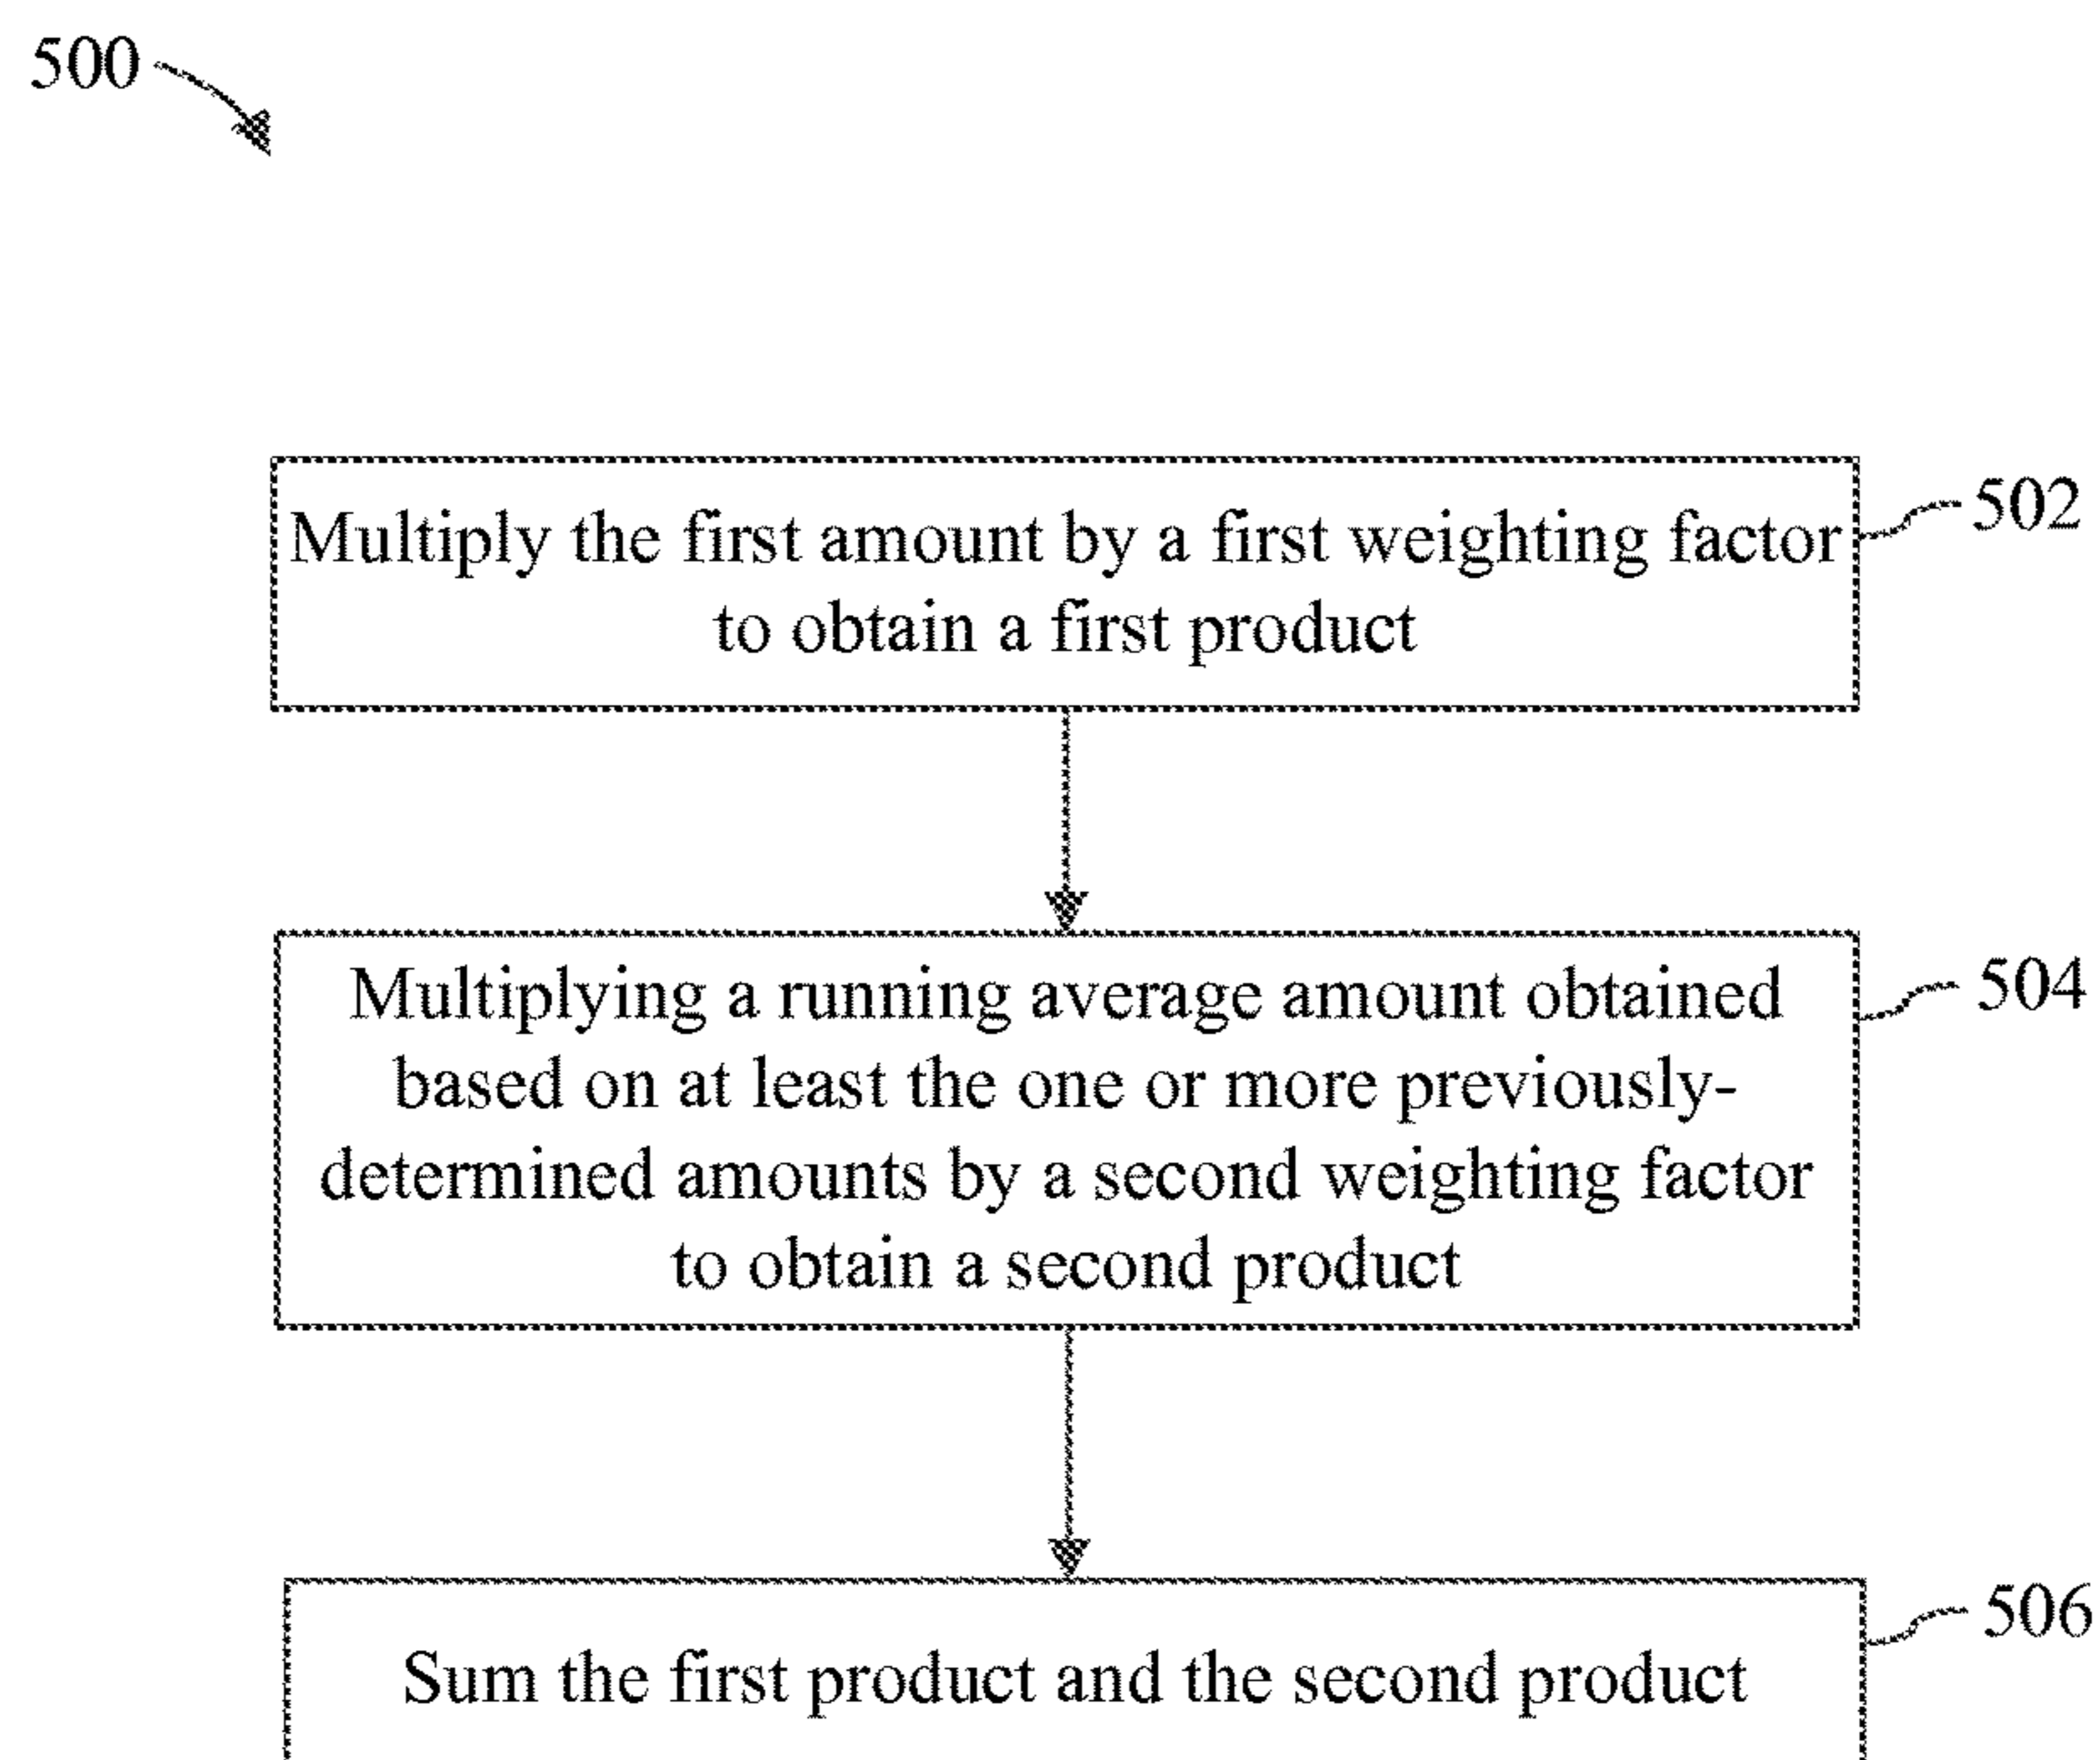 500
Multiply the first amount by a first weighting factor
502
to obtain a first product
Multiplying a running average amount obtained
504
based on at least the one or more previously-
determined amounts by a second weighting factor
to obtain a second product
506
Sum the first product and the second product